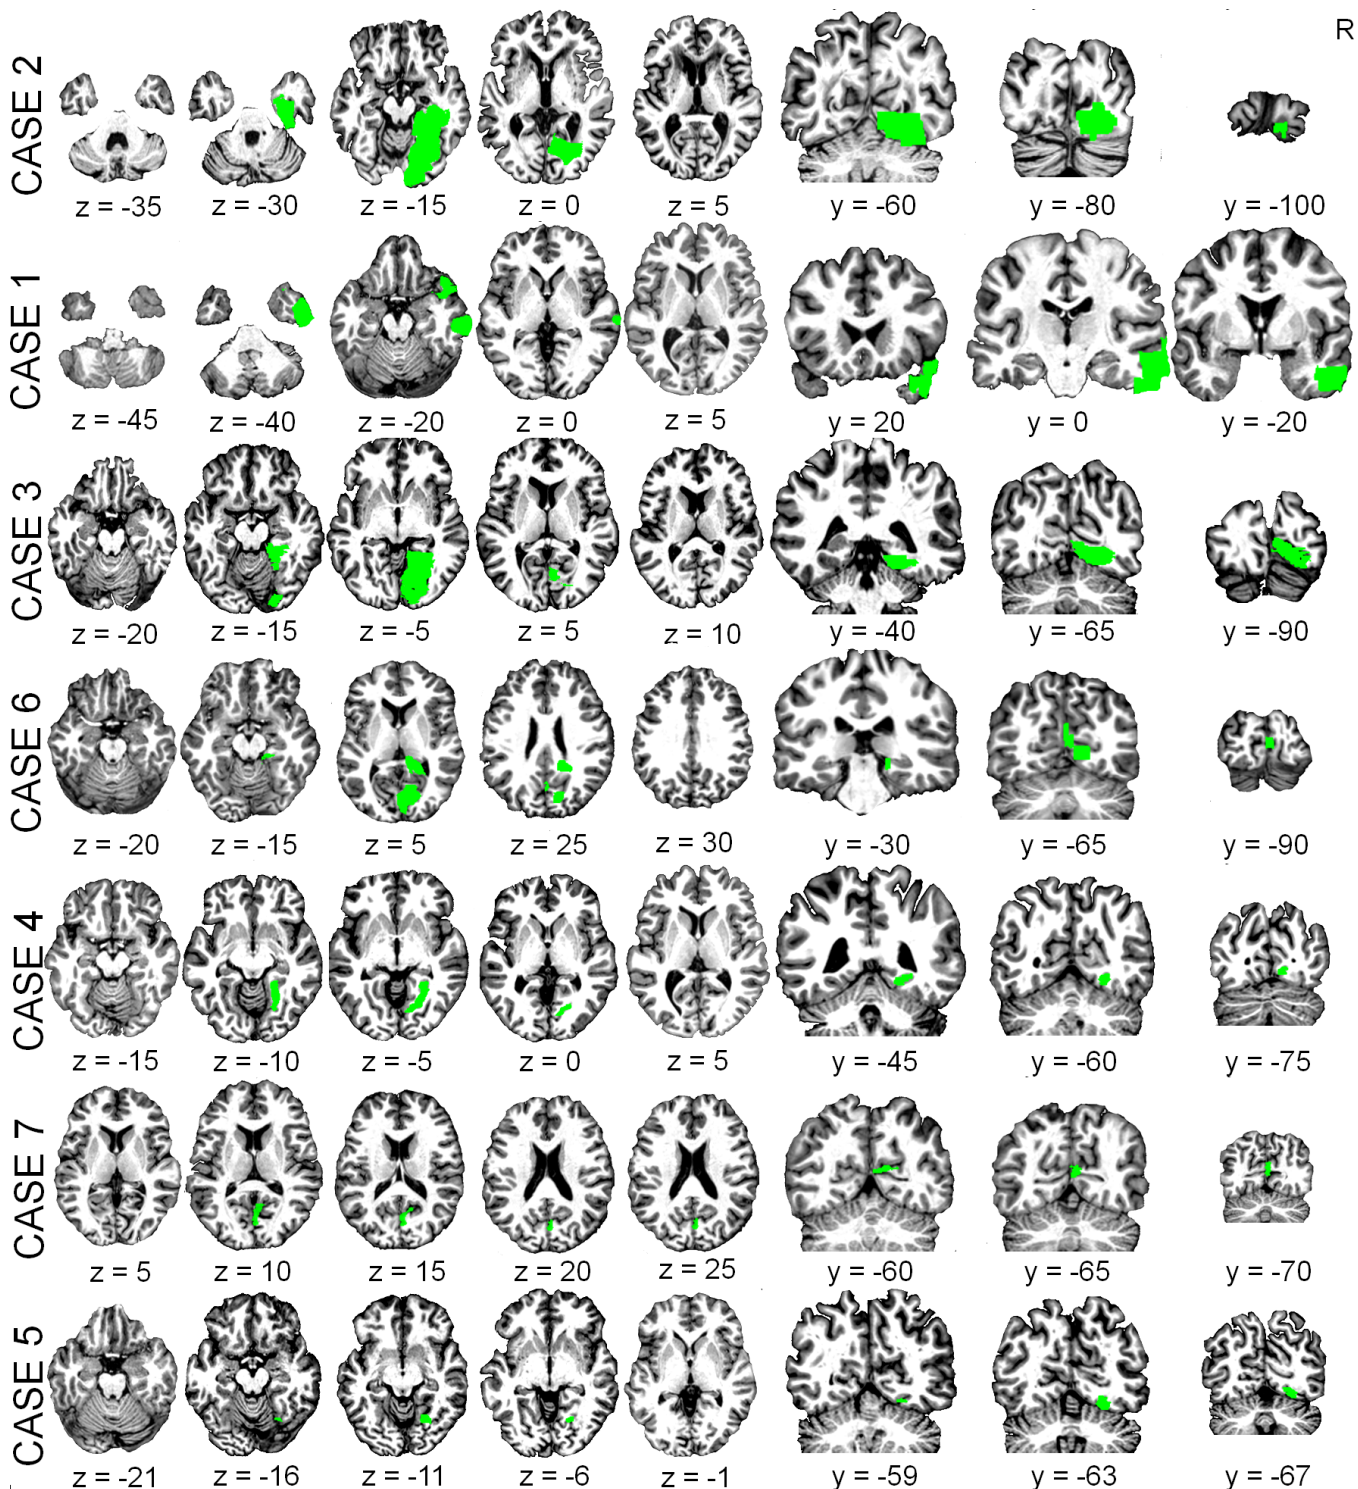 R
CASE 2
z = -35 z = -30 z = -15 z = 0 z = 5 y = -60 y = -80 y = -100
CASE 1
z = -45 z = -40 z = -20 z = 0 z = 5 y = 20 y = 0 y = -20
CASE 3
z = -20 z = -15 z = -5 z = 5 z = 10 y = -40 y = -65 y = -90
CASE 6
z = -20 z = -15 z = 5 z = 25 z = 30 y = -30 y = -65 y = -90
CASE 4
z = -15 z = -10 z = -5 z = 0 z = 5 y = -45 y = -60 y = -75
CASE 7
z = 5 z = 10 z = 15 z = 20 z = 25 y = -60 y = -65 y = -70
CASE 5
z = -21 z = -16 z = -11 z = -6 z = -1 y = -59 y = -63 y = -67